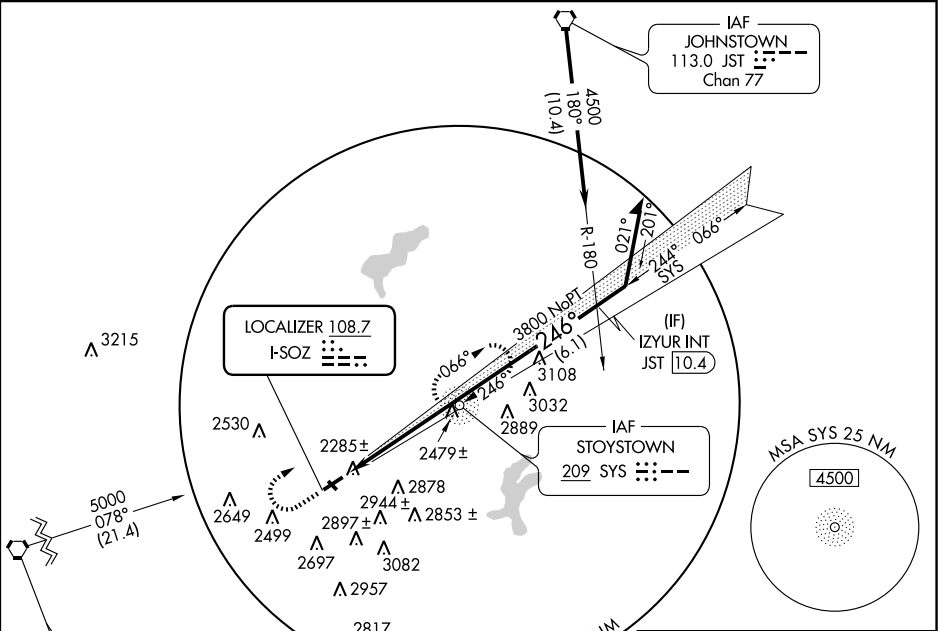 IAF
JOHNSTOWN
113.0 JST
Chan 77
4500
180°
(10.4)
R-180
021°
201°
066°
244°
SYS
3800 NoPT
246°
(6.1)
(IF)
IZYUR INT
JST 10.4
LOCALIZER 108.7
I-SOZ
066°
246°
3215
3108
3032
2889
2530
2285±
2479±
IAF
STOYSTOWN
209 SYS
MSA SYS 25 NM
4500
5000
078°
(21.4)
2649
2499
2878
2944±
2853 ±
2897±
2697
3082
2957
2817
NM